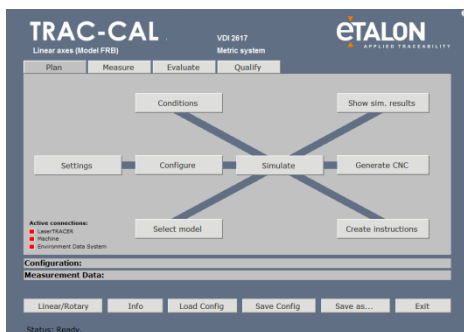 TRAC-CAL
Linear axes (Model FRB)
VDI 2617
Metric system
eTALON
APPLIED TRACEABILITY
Plan Measure Evaluate Qualify
Conditions Show sim. results
Settings Configure Simulate Generate CNC
Select model Create instructions
Active connections:
LaserTRACER
Machine
Environment Data System
Configuration:
Measurement Data:
Linear/Rotary Info Load Config Save Config Save as... Exit
Status: Ready